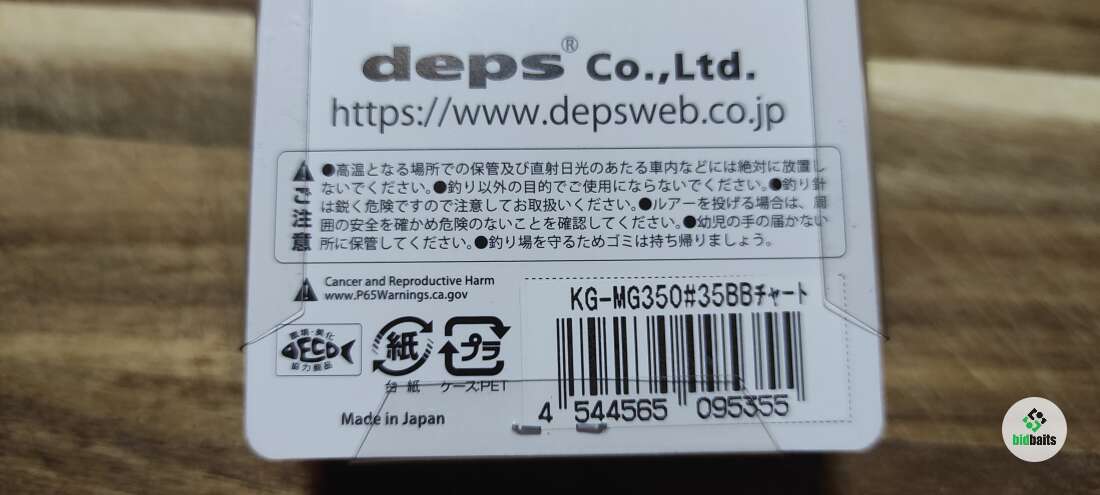 deps® Co.,Ltd.
https://www.depsweb.co.jp
ご注意
●高温となる場所での保管及び直射日光のあたる車内などには絶対に放置し
ないでください。●釣り以外の目的でご使用にならないでください。●釣り針
は鋭く危険ですので注意してお取扱いください。●ルアーを投げる場合は、周
囲の安全を確かめ危険のないことを確認してください。●幼児の手の届かない
所に保管してください。●釣り場を守るためゴミは持ち帰りましょう。
Cancer and Reproductive Harm
www.P65Warnings.ca.gov
KG-MG350#35BBチャート
環境・美化
ECO
協力商品
紙
プラ
台紙
ケース:PET
4 544565 095355
Made in Japan
bidbaits